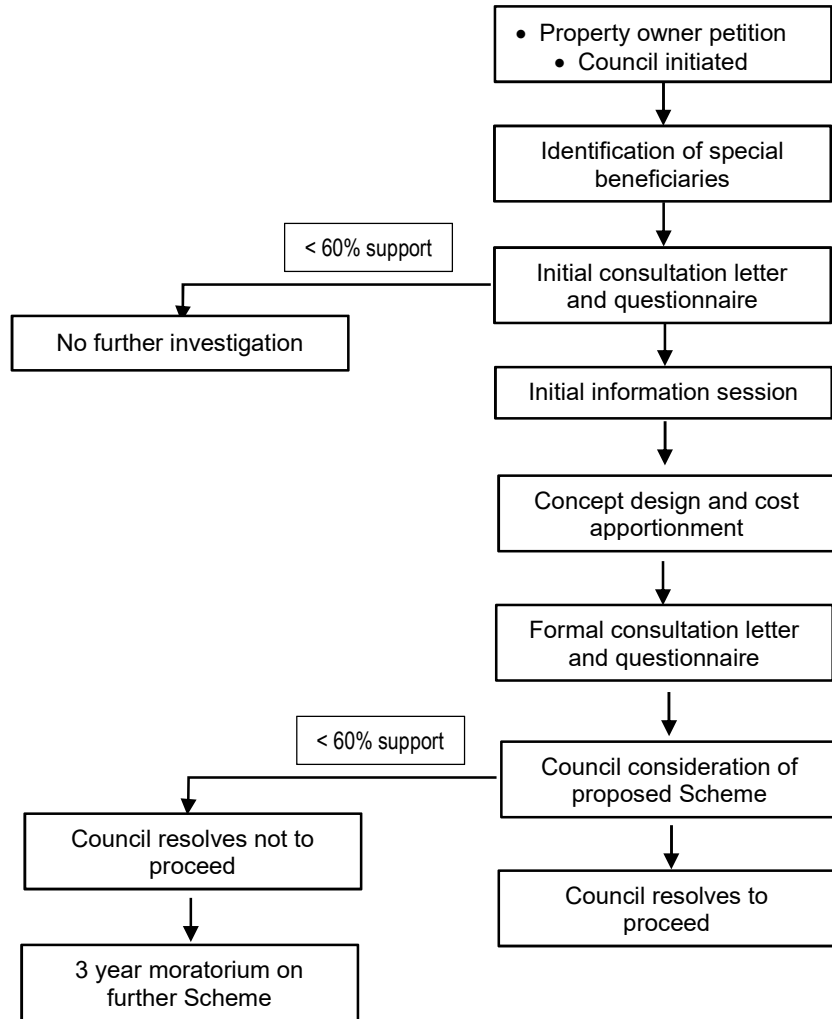 • Property owner petition
• Council initiated
Identification of special
beneficiaries
< 60% support
Initial consultation letter
and questionnaire
No further investigation
Initial information session
Concept design and cost
apportionment
Formal consultation letter
and questionnaire
< 60% support
Council consideration of
proposed Scheme
Council resolves not to
proceed
Council resolves to
proceed
3 year moratorium on
further Scheme